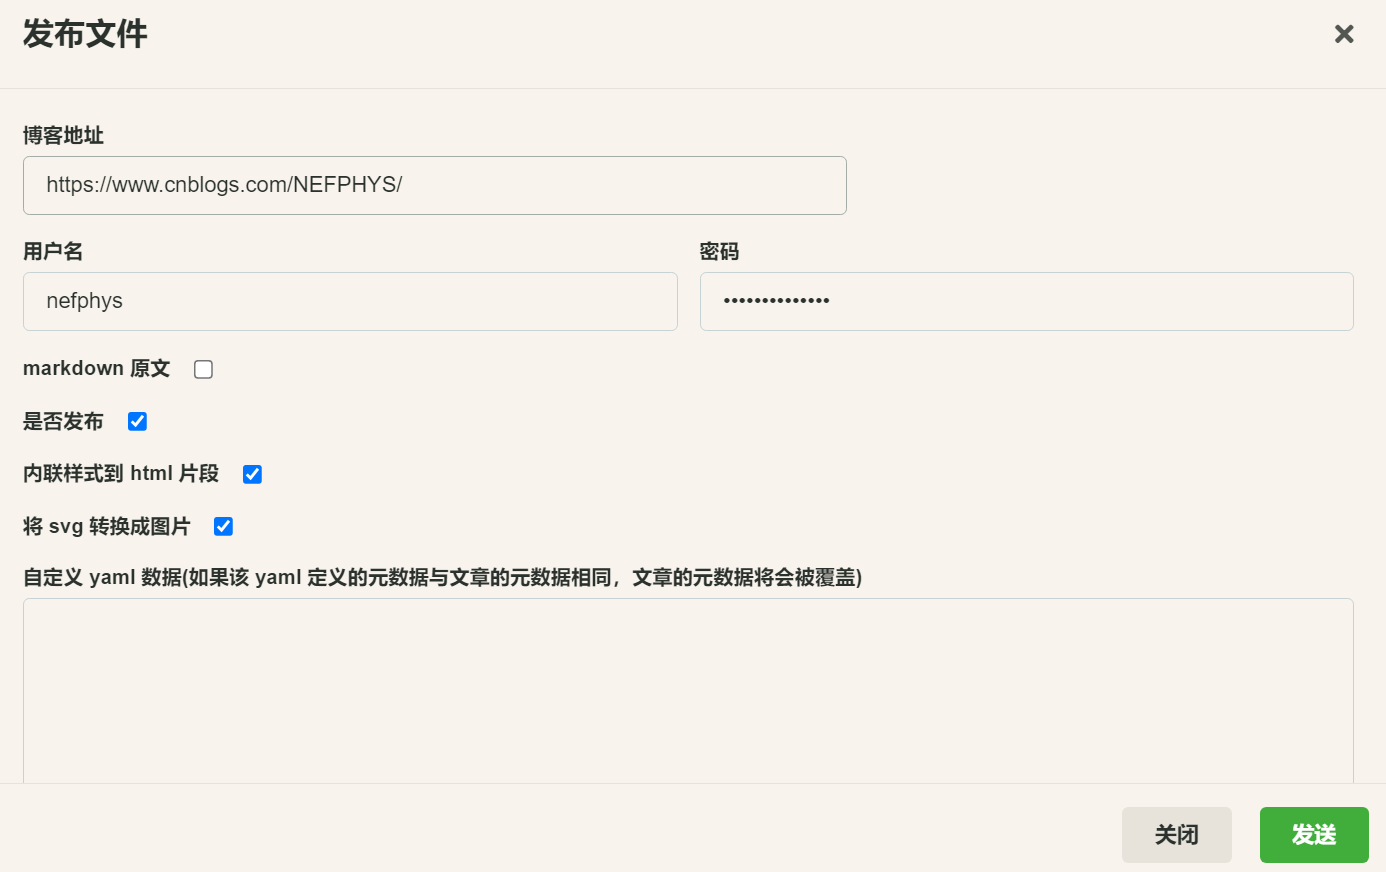 发布文件
博客地址
https://www.cnblogs.com/NEFPHYS/
用户名
密码
nefphys
••••••••••••••
markdown 原文
是否发布
内联样式到 html 片段
将 svg 转换成图片
自定义 yaml 数据(如果该 yaml 定义的元数据与文章的元数据相同，文章的元数据将会被覆盖)
关闭
发送